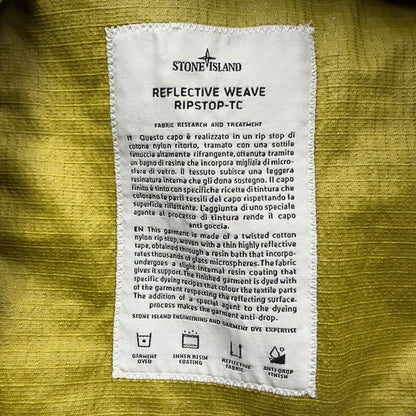 STONE ISLAND
REFLECTIVE WEAVE
RIPSTOP-TC
FABRIC RESEARCH AND TREATMENT
IT Questo capo è realizzato in un rip stop di
cotone nylon ritorto, tramato con una sottile
fettuccia altamente rifrangente, ottenuta tramite
un bagno di resine che incorpora migliaia di micro-
sfere di vetro. Il tessuto subisce una leggera
resinatura interna che gli dona sostegno. Il capo
finito è tinto con specifiche ricette di tintura che
colorano le parti tessili del capo rispettando la
superficie riflettente. L'aggiunta di uno speciale
agente al processo di tintura rende il capo
anti goccia.
EN This garment is made of a twisted cotton
nylon rip stop, woven with a thin highly reflective
tape, obtained through a resin bath that incorpo-
rates thousands of glass microspheres. The fabric
undergoes a slight internal resin coating that
gives it support. The finished garment is dyed with
specific dyeing recipes that colour the textile parts
of the garment respecting the reflecting surface.
The addition of a special agent to the dyeing
process makes the garment anti-drop.
STONE ISLAND ENGINEERING AND GARMENT DYE EXPERTISE
GARMENT
DYED
INNER RESIN
COATING
REFLECTIVE
FABRIC
ANTI-DROP
FINISH